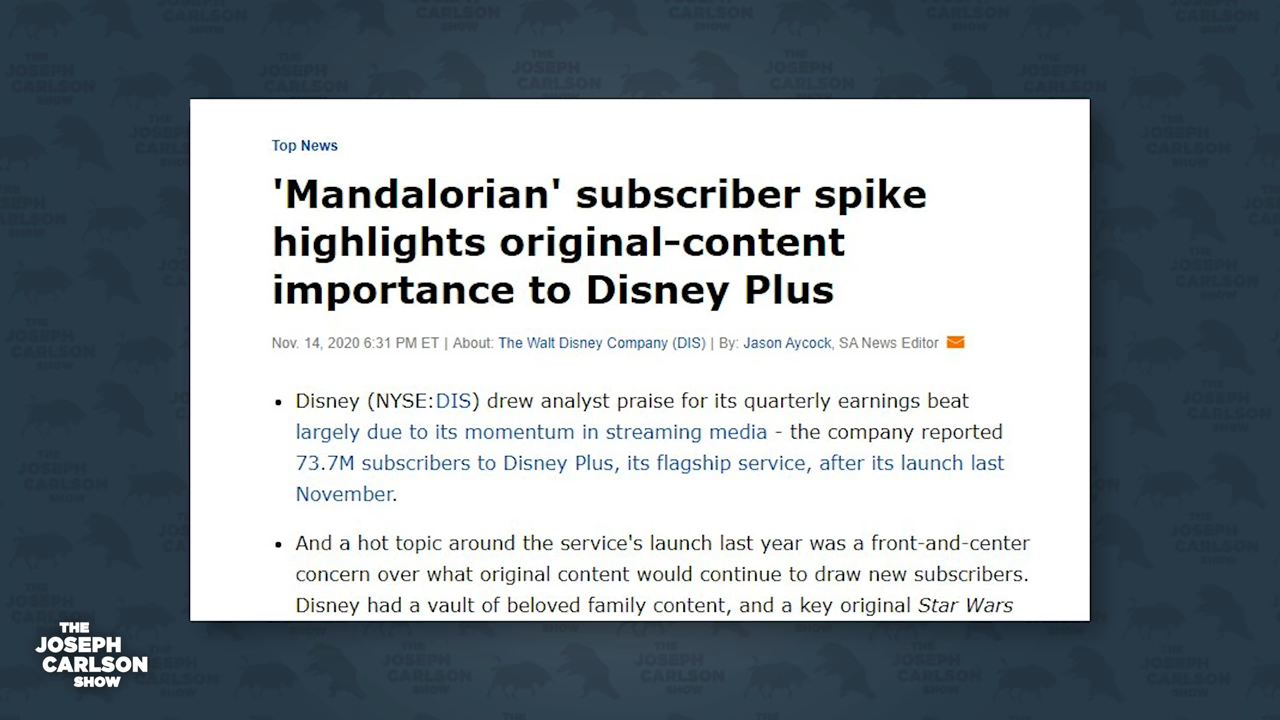 Top News
'Mandalorian' subscriber spike
highlights original-content
importance to Disney Plus
Nov. 14, 2020 6:31 PM ET | About: The Walt Disney Company (DIS) | By: Jason Aycock, SA News Editor
• Disney (NYSE:DIS) drew analyst praise for its quarterly earnings beat
largely due to its momentum in streaming media - the company reported
73.7M subscribers to Disney Plus, its flagship service, after its launch last
November.
• And a hot topic around the service's launch last year was a front-and-center
concern over what original content would continue to draw new subscribers.
Disney had a vault of beloved family content, and a key original Star Wars
THE
JOSEPH
CARLSON
SHOW